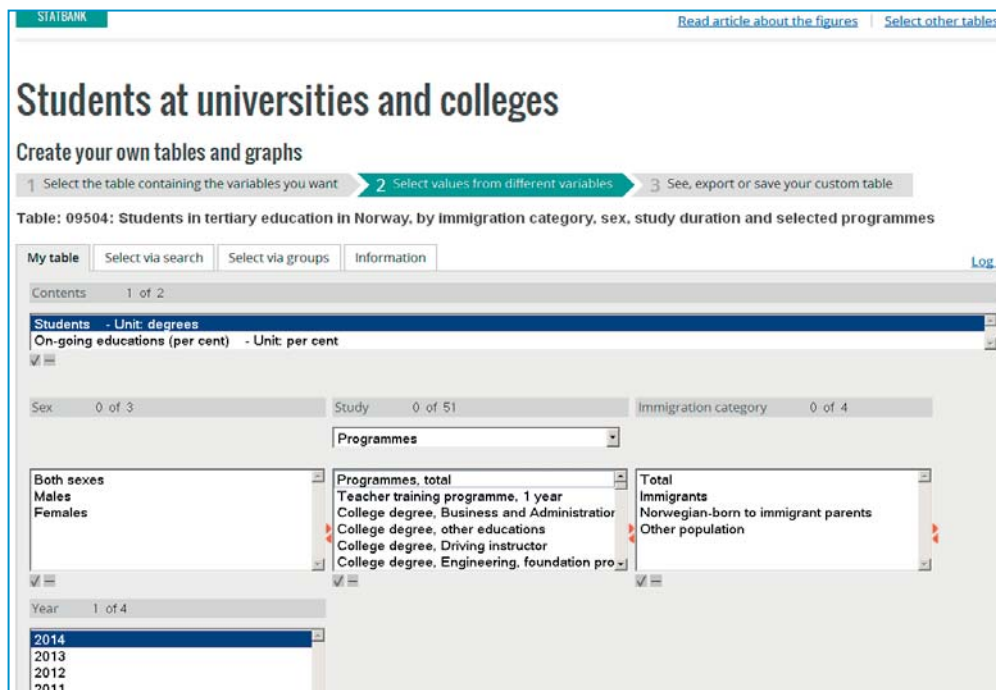 STATBANK
Read article about the figures | Select other tables
Students at universities and colleges
Create your own tables and graphs
1 Select the table containing the variables you want 2 Select values from different variables 3 See, export or save your custom table
Table: 09504: Students in tertiary education in Norway, by immigration category, sex, study duration and selected programmes
My table Select via search Select via groups Information
Log
Contents 1 of 2
Students - Unit: degrees
On-going educations (per cent) - Unit: per cent
Sex 0 of 3 Study 0 of 51 Immigration category 0 of 4
Programmes
Both sexes Programmes, total Total
Males Teacher training programme, 1 year Immigrants
Females College degree, Business and Administration Norwegian-born to immigrant parents
College degree, other educations Other population
College degree, Driving instructor
College degree, Engineering, foundation pro
Year 1 of 4
2014
2013
2012
2011